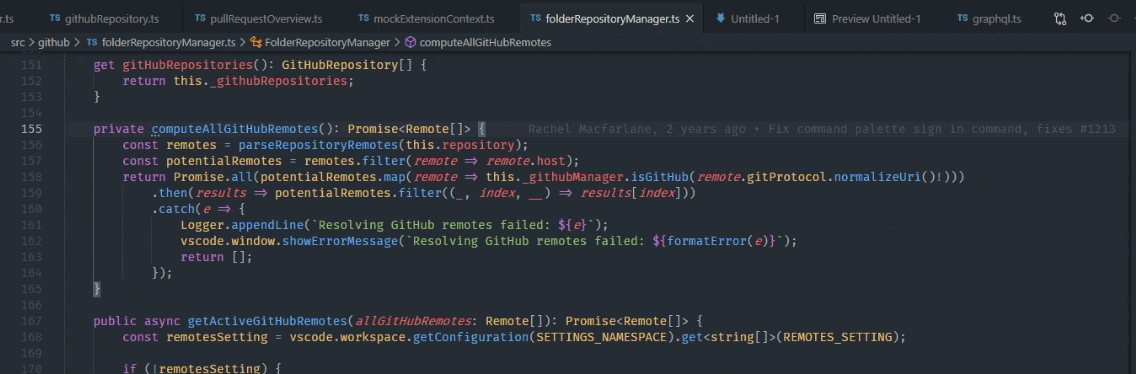 r.ts
TS githubRepository.ts
TS pullRequestOverview.ts
TS mockExtensionContext.ts
TS folderRepositoryManager.ts ×
Untitled-1
Preview Untitled-1
TS graphql.ts
src > github > TS folderRepositoryManager.ts > FolderRepositoryManager > computeAllGitHubRemotes
151 get gitHubRepositories(): GitHubRepository[] {
152 return this._githubRepositories;
153 }
154
155 private computeAllGitHubRemotes(): Promise<Remote[]> { Rachel Macfarlane, 2 years ago • Fix command palette sign in command, fixes #1213
156 const remotes = parseRepositoryRemotes(this.repository);
157 const potentialRemotes = remotes.filter(remote => remote.host);
158 return Promise.all(potentialRemotes.map(remote => this._githubManager.isGitHub(remote.gitProtocol.normalizeUri()!)))
159 .then(results => potentialRemotes.filter((_, index, __) => results[index]))
160 .catch(e => {
161 Logger.appendLine(`Resolving GitHub remotes failed: ${e}`);
162 vscode.window.showErrorMessage(`Resolving GitHub remotes failed: ${formatError(e)}`);
163 return [];
164 });
165 }
166
167 public async getActiveGitHubRemotes(allGitHubRemotes: Remote[]): Promise<Remote[]> {
168 const remotesSetting = vscode.workspace.getConfiguration(SETTINGS_NAMESPACE).get<string[]>(REMOTES_SETTING);
169
170 if (!remotesSetting) {